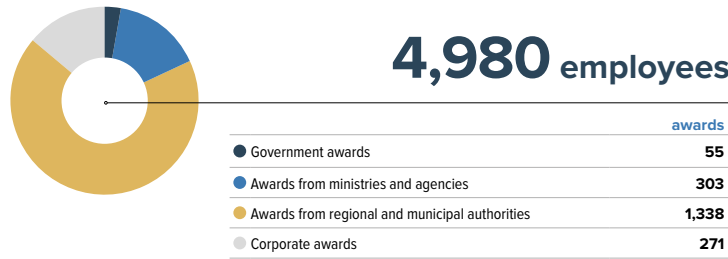 4,980 employees
awards
Government awards 55
Awards from ministries and agencies 303
Awards from regional and municipal authorities 1,338
Corporate awards 271